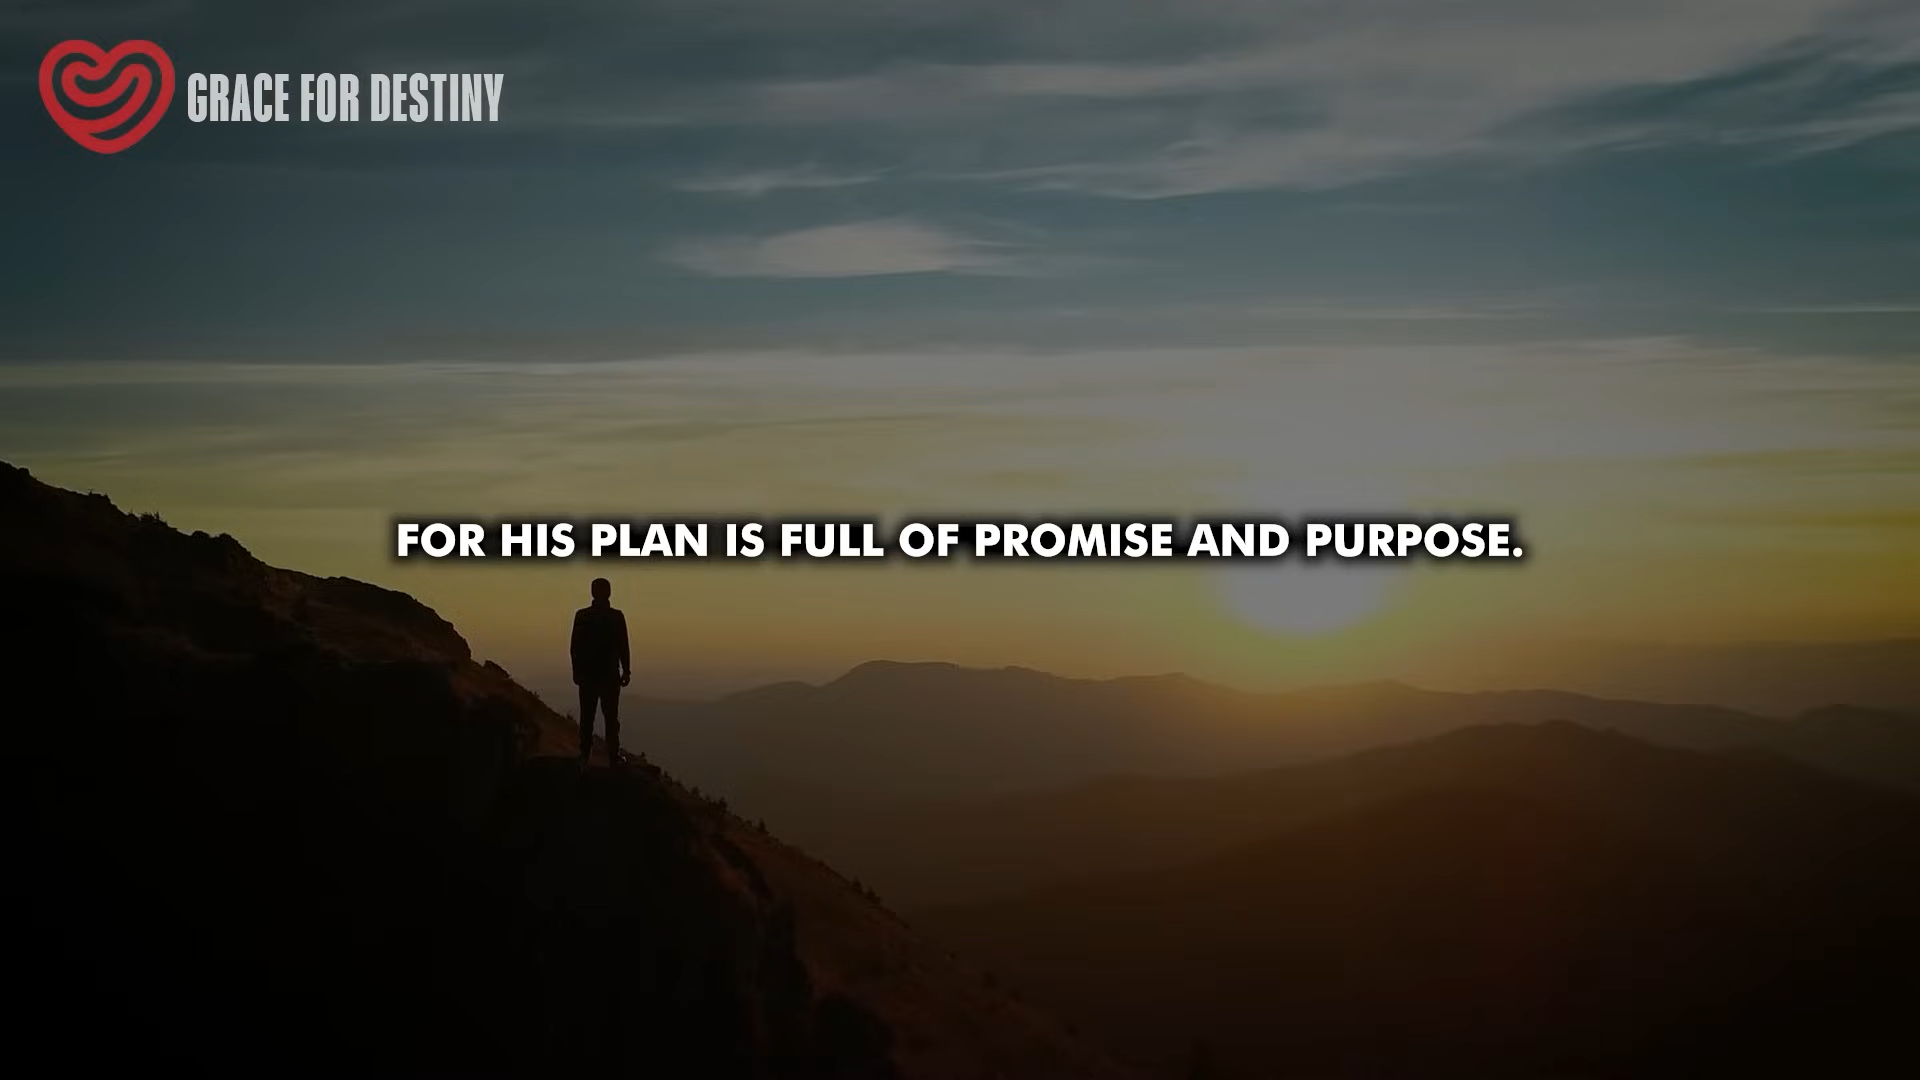 GRACE FOR DESTINY
FOR HIS PLAN IS FULL OF PROMISE AND PURPOSE.